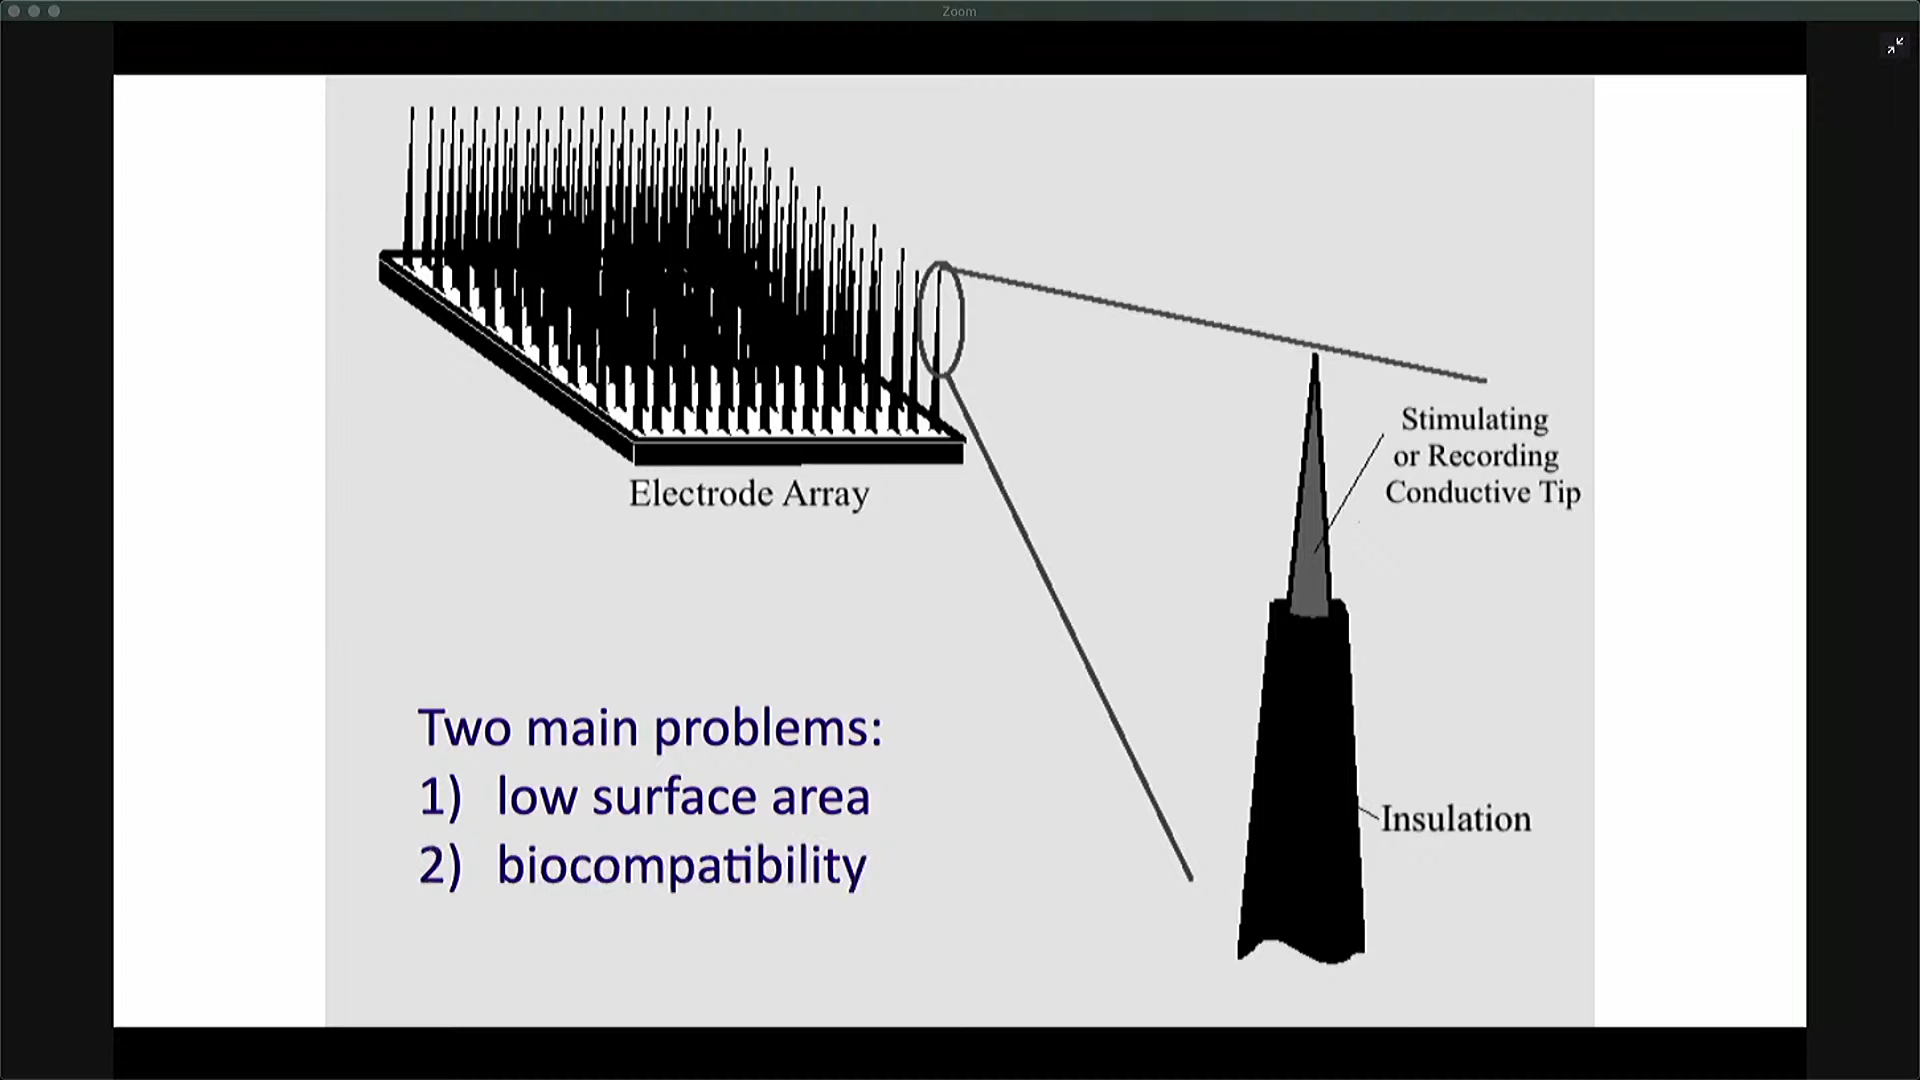 Zoom
Electrode Array
Stimulating
or Recording
Conductive Tip
Insulation
Two main problems:
1) low surface area
2) biocompatibility